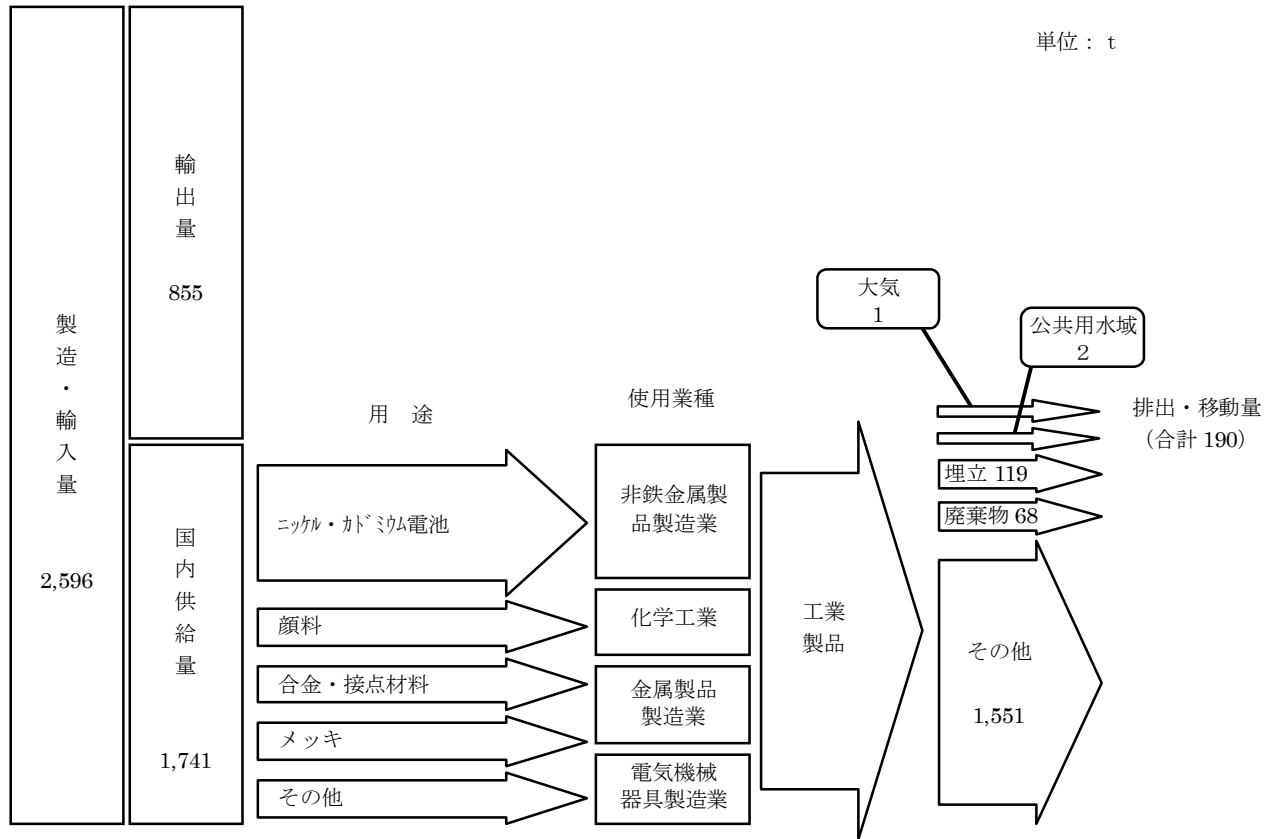 単位： t
製造・輸入量
2,596
輸出量
855
国内供給量
1,741
用　途
ﾆｯｹﾙ・ｶﾄﾞﾐｳﾑ電池
顔料
合金・接点材料
メッキ
その他
使用業種
非鉄金属製
品製造業
化学工業
金属製品
製造業
電気機械
器具製造業
工業
製品
大気
1
公共用水域
2
排出・移動量
（合計 190）
埋立 119
廃棄物 68
その他
1,551